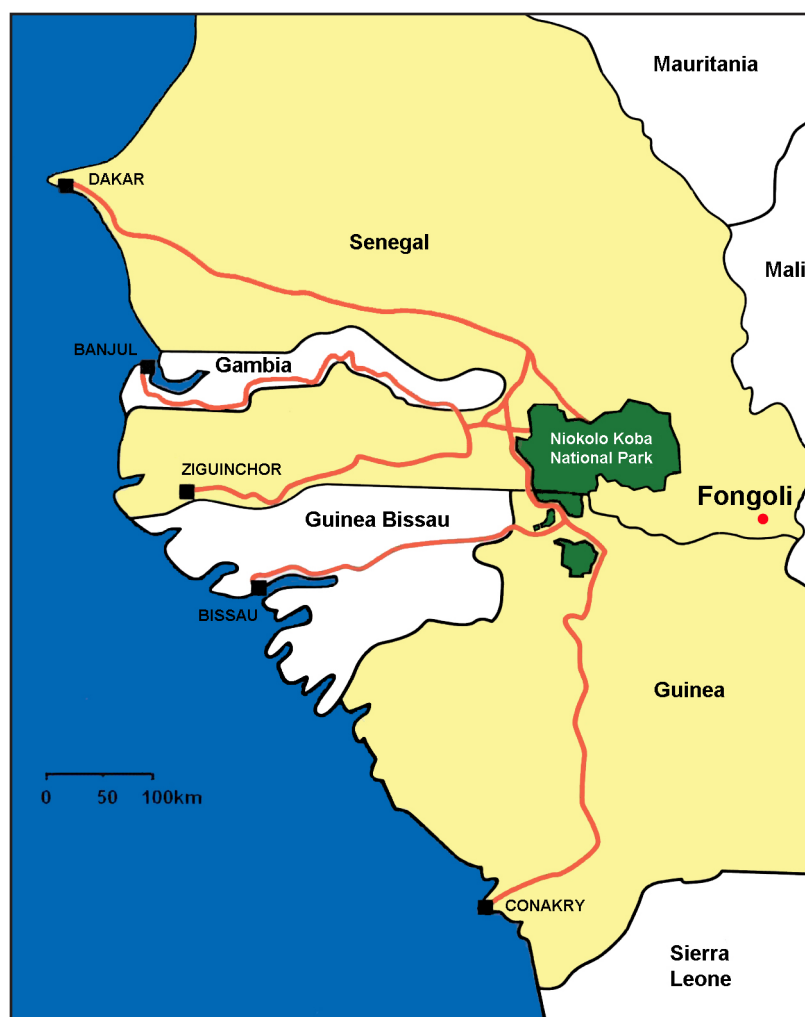 Mauritania
DAKAR
Senegal
Mali
BANJUL
Gambia
Niokolo Koba
National Park
ZIGUINCHOR
Fongoli
Guinea Bissau
BISSAU
Guinea
0 50 100km
CONAKRY
Sierra
Leone